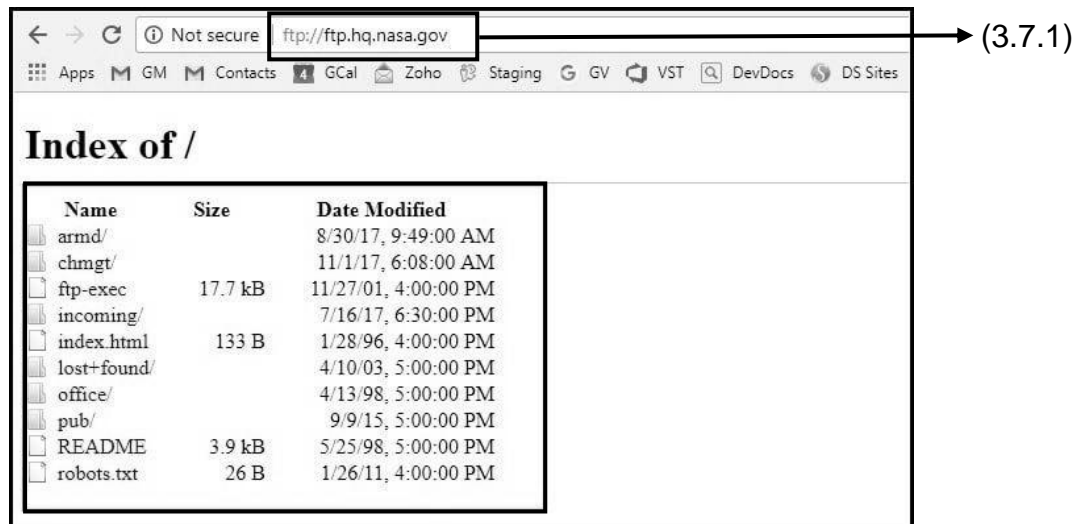 Not secure ftp://ftp.hq.nasa.gov
(3.7.1)
Apps GM Contacts 4 GCal Zoho Staging GV VST DevDocs DS Sites
Index of /
Name Size Date Modified
armd/ 8/30/17, 9:49:00 AM
chmgt/ 11/1/17, 6:08:00 AM
ftp-exec 17.7 kB 11/27/01, 4:00:00 PM
incoming/ 7/16/17, 6:30:00 PM
index.html 133 B 1/28/96, 4:00:00 PM
lost+found/ 4/10/03, 5:00:00 PM
office/ 4/13/98, 5:00:00 PM
pub/ 9/9/15, 5:00:00 PM
README 3.9 kB 5/25/98, 5:00:00 PM
robots.txt 26 B 1/26/11, 4:00:00 PM